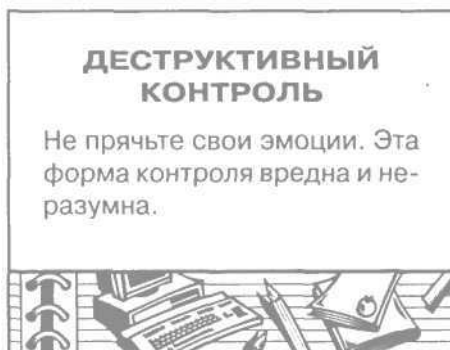 ДЕСТРУКТИВНЫЙ
КОНТРОЛЬ
Не прячьте свои эмоции. Эта
форма контроля вредна и не-
разумна.